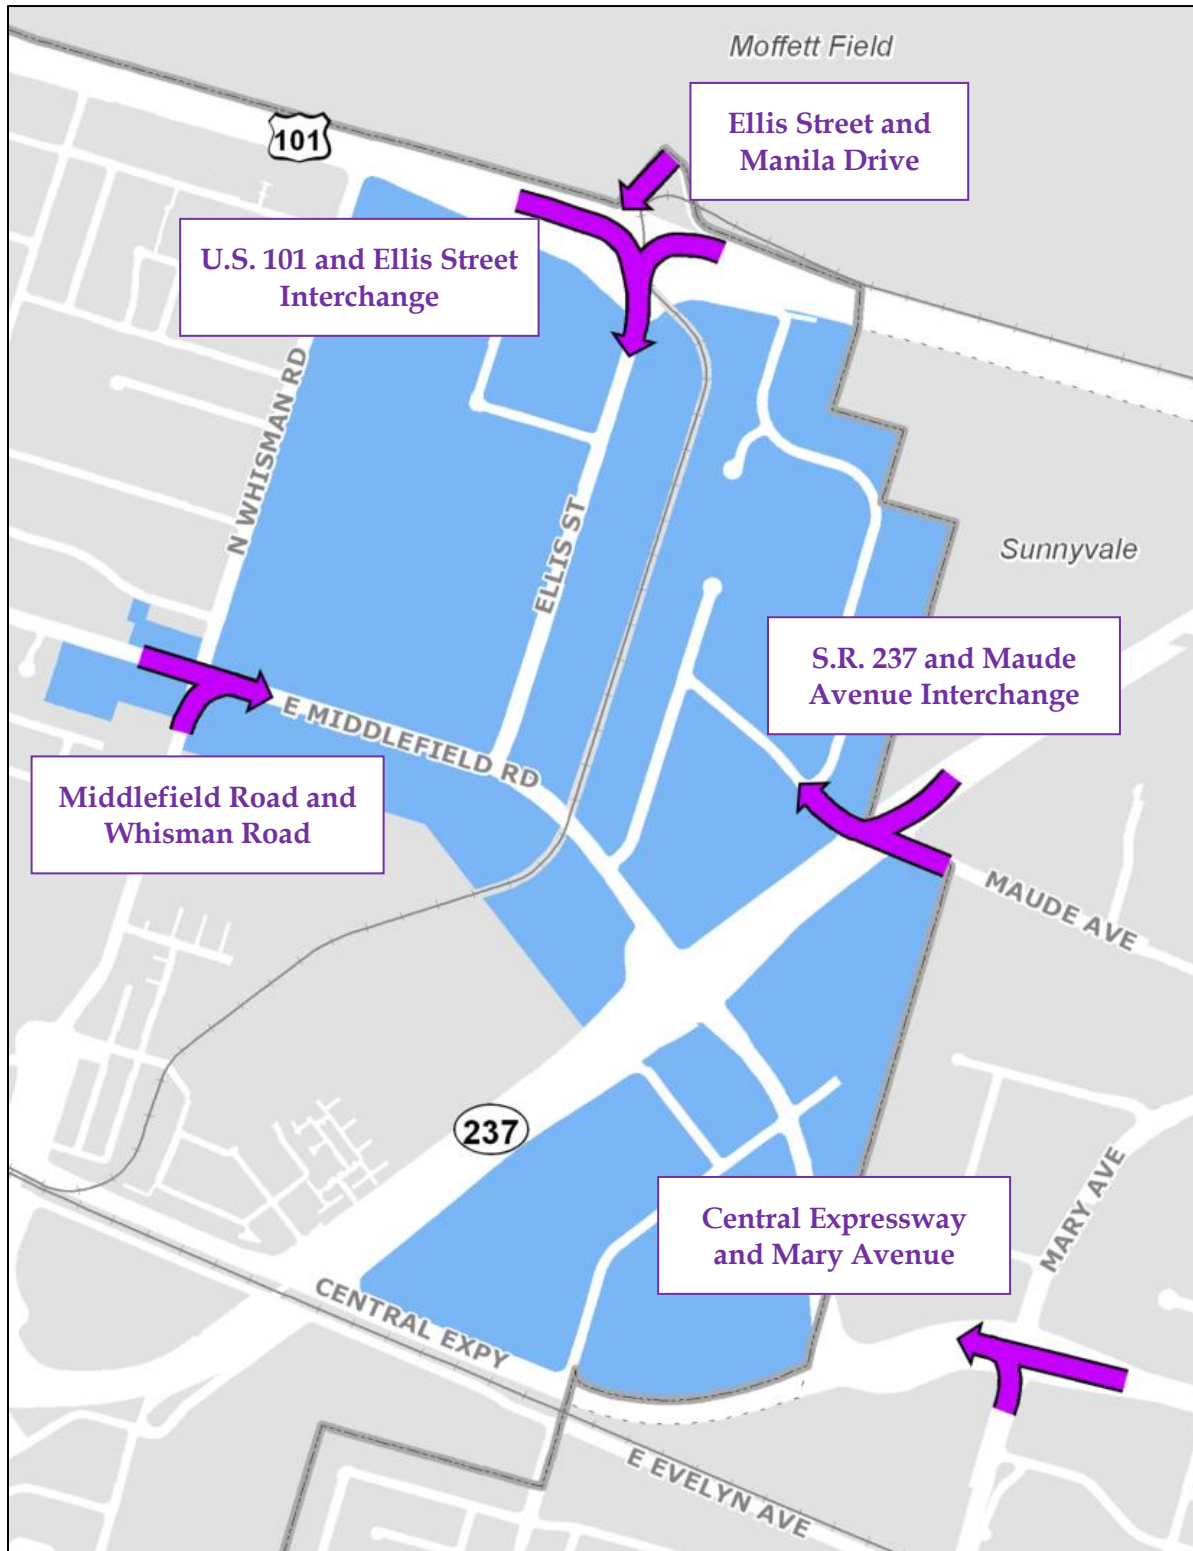 Moffett Field
Ellis Street and
Manila Drive
101
U.S. 101 and Ellis Street
Interchange
N WHISMAN RD
ELLIS ST
Sunnyvale
S.R. 237 and Maude
Avenue Interchange
E MIDDLEFIELD RD
Middlefield Road and
Whisman Road
MAUDE AVE
237
MARY AVE
Central Expressway
and Mary Avenue
CENTRAL EXPY
E EVELYN AVE